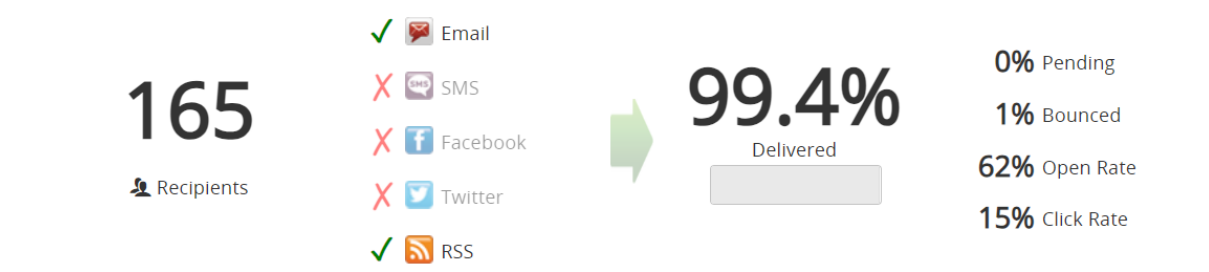 165
Recipients
Email
SMS
SMS
Facebook
Twitter
RSS
99.4%
Delivered
0% Pending
1% Bounced
62% Open Rate
15% Click Rate